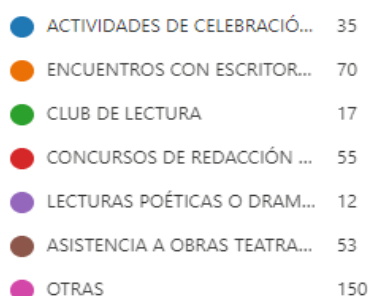 ACTIVIDADES DE CELEBRACIÓ... 35
ENCUENTROS CON ESCRITOR... 70
CLUB DE LECTURA 17
CONCURSOS DE REDACCIÓN ... 55
LECTURAS POÉTICAS O DRAM... 12
ASISTENCIA A OBRAS TEATRA... 53
OTRAS 150